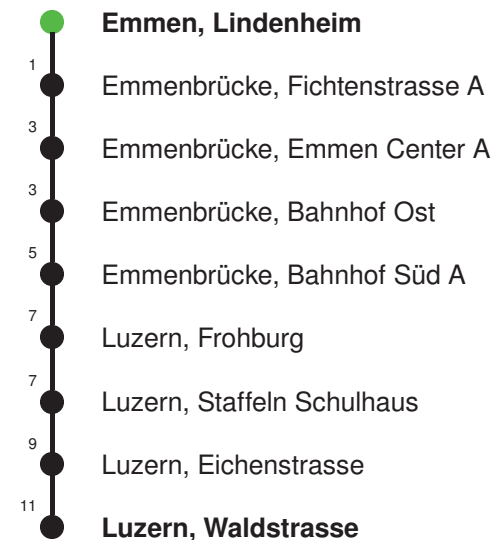 Emmen, Lindenheim
1
Emmenbrücke, Fichtenstrasse A
3
Emmenbrücke, Emmen Center A
3
Emmenbrücke, Bahnhof Ost
5
Emmenbrücke, Bahnhof Süd A
7
Luzern, Frohburg
7
Luzern, Staffeln Schulhaus
9
Luzern, Eichenstrasse
11
Luzern, Waldstrasse